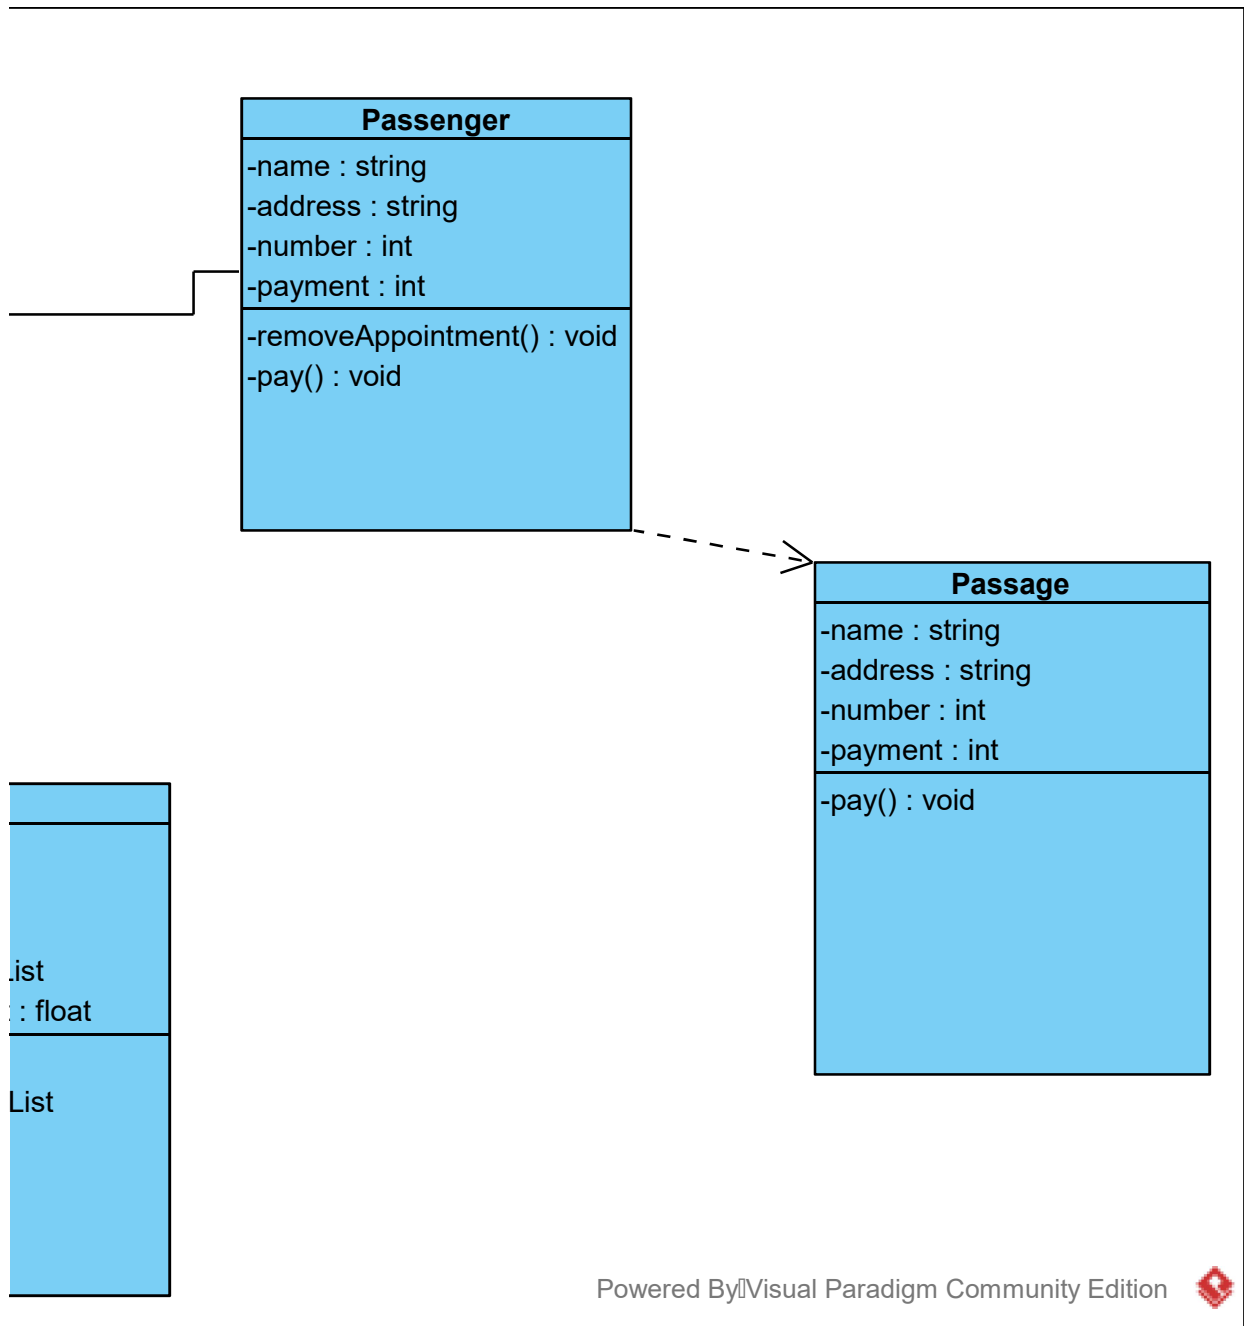 Passenger
-name : string
-address : string
-number : int
-payment : int
-removeAppointment() : void
-pay() : void
Passage
-name : string
-address : string
-number : int
-payment : int
-pay() : void
List
: float
List
Powered By Visual Paradigm Community Edition